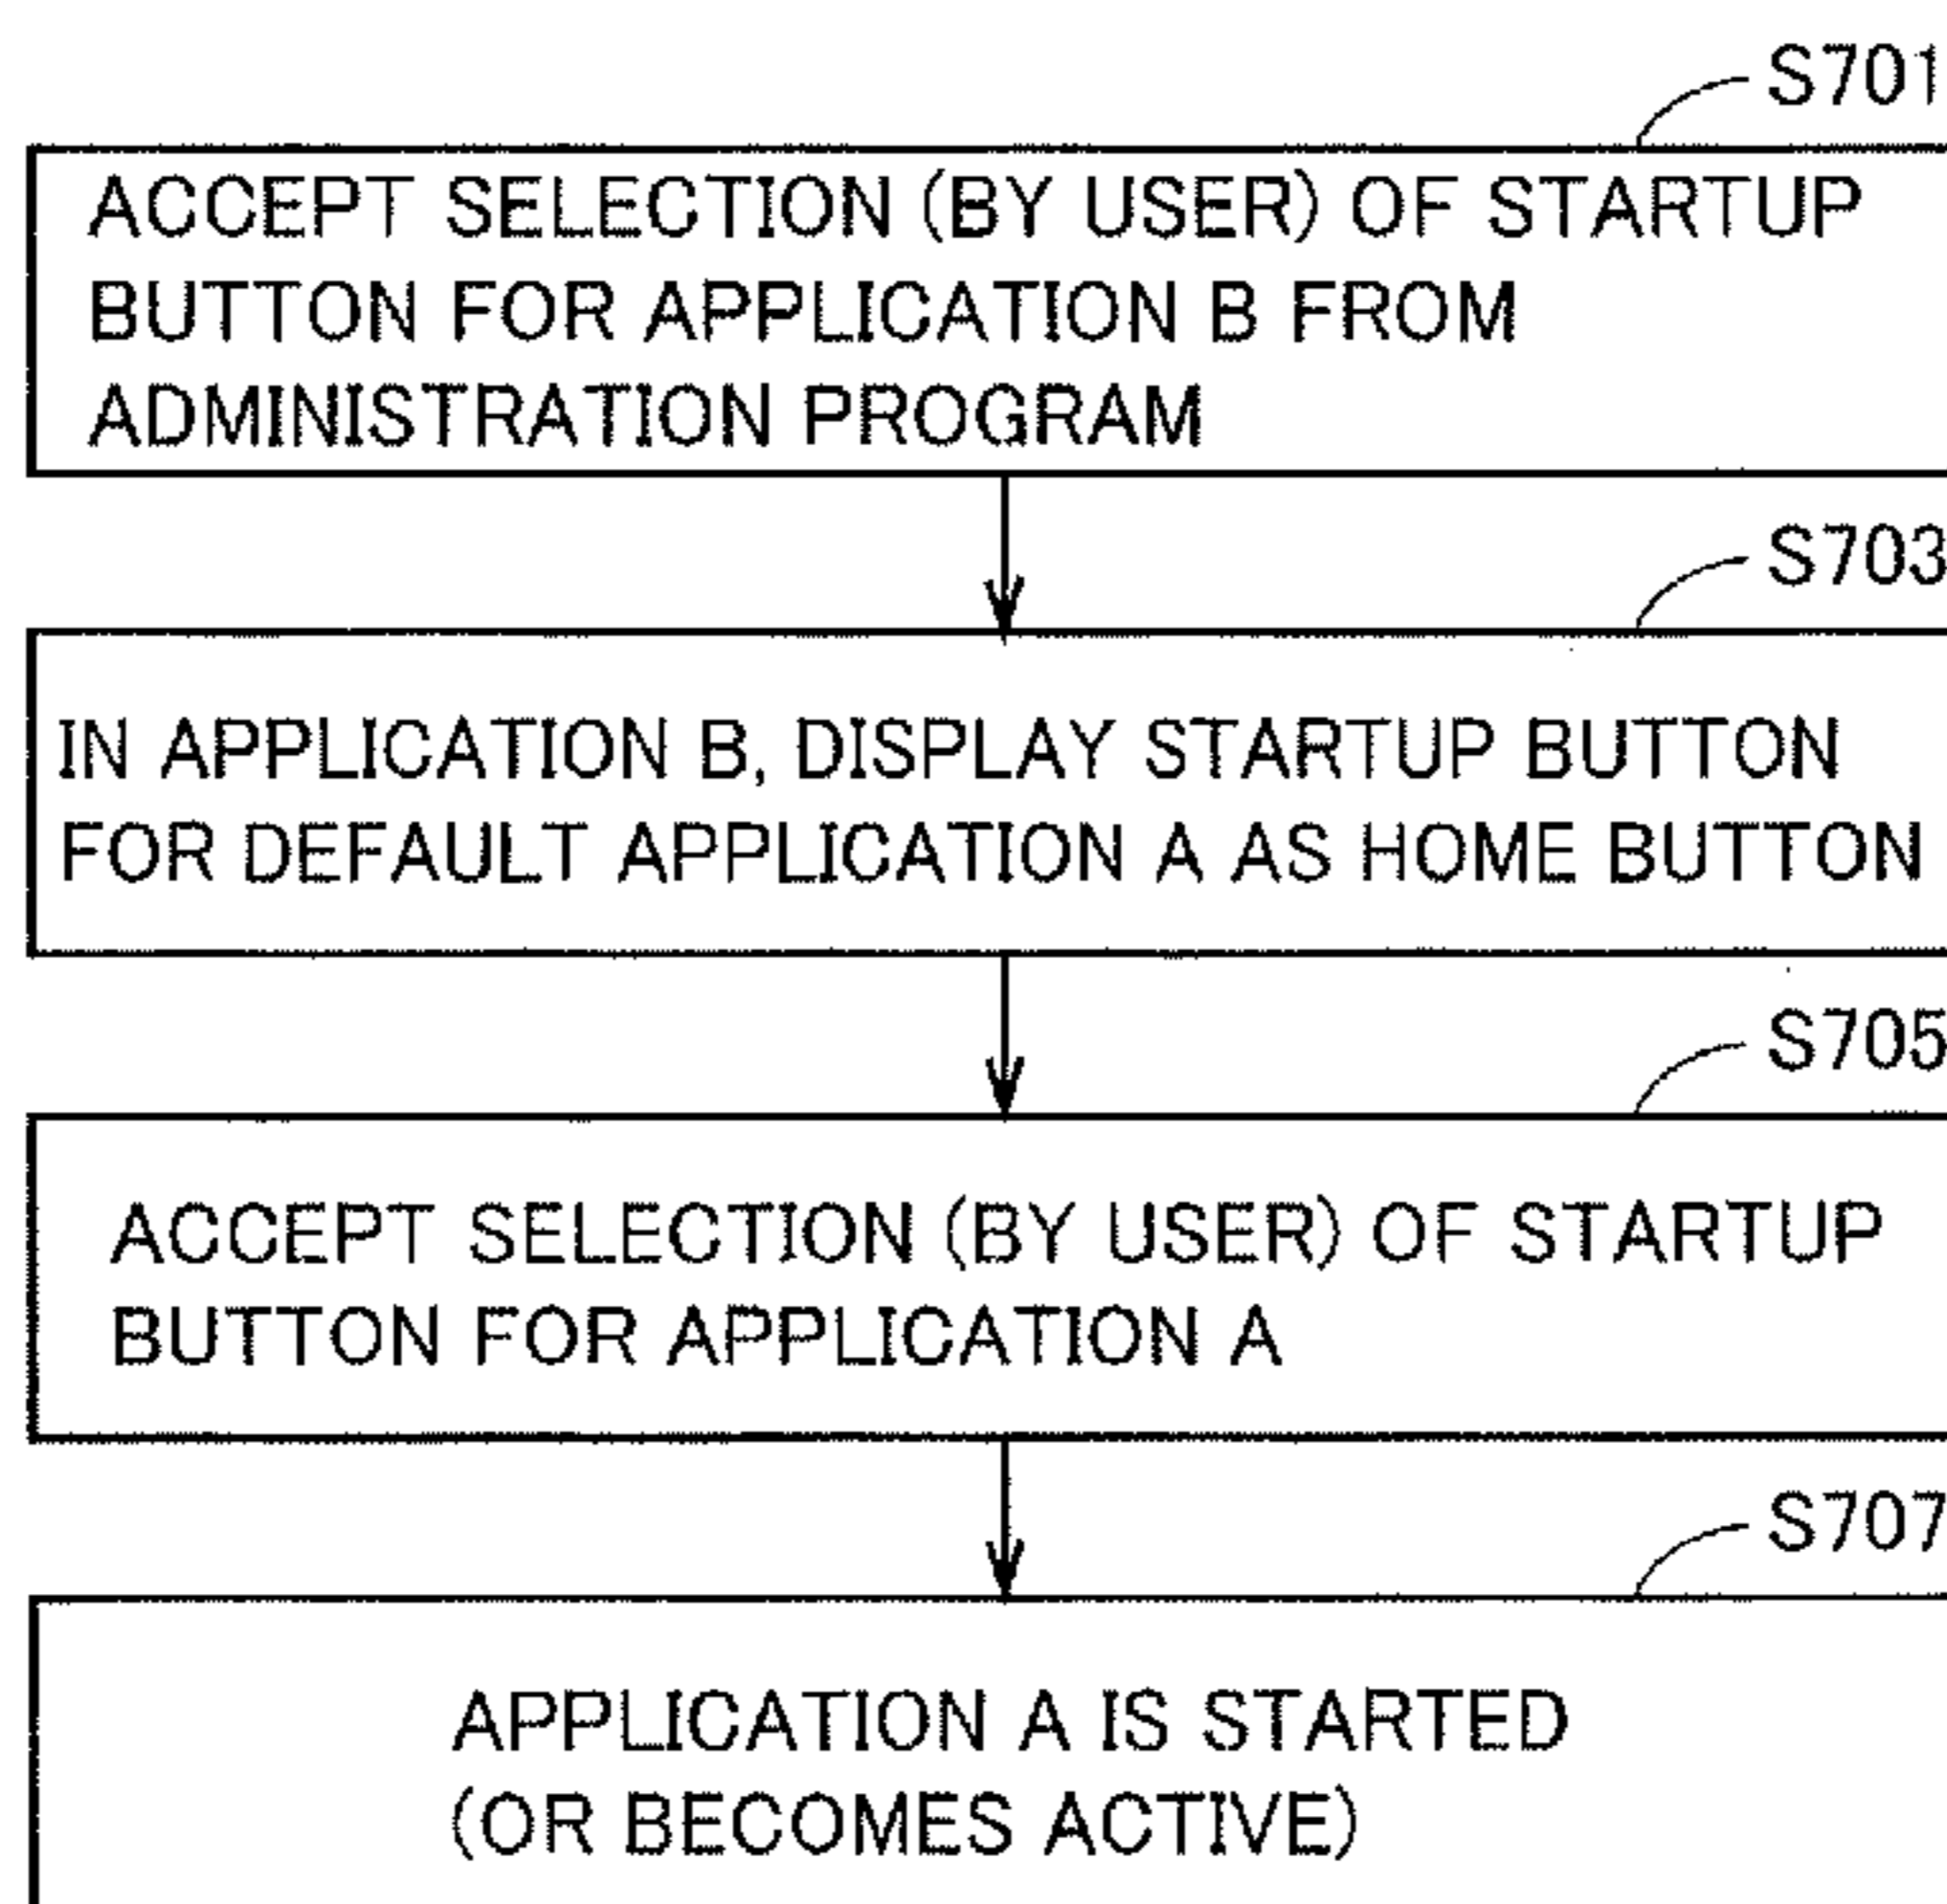 S701
ACCEPT SELECTION (BY USER) OF STARTUP
BUTTON FOR APPLICATION B FROM
ADMINISTRATION PROGRAM
S703
IN APPLICATION B, DISPLAY STARTUP BUTTON
FOR DEFAULT APPLICATION A AS HOME BUTTON
S705
ACCEPT SELECTION (BY USER) OF STARTUP
BUTTON FOR APPLICATION A
S707
APPLICATION A IS STARTED
(OR BECOMES ACTIVE)